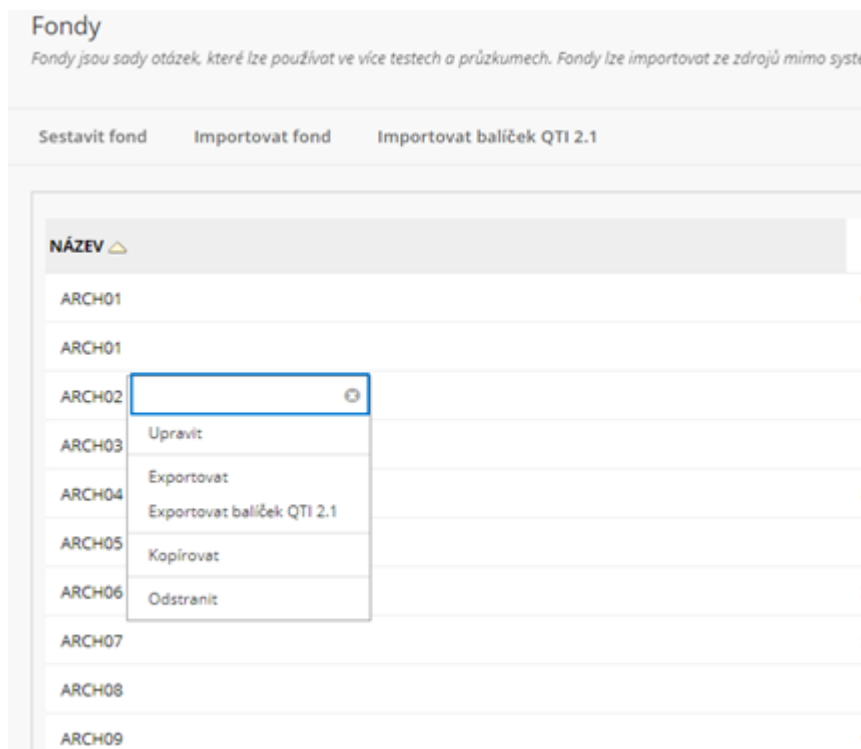 Fondy
Fondy jsou sady otázek, které lze používat ve více testech a průzkumech. Fondy lze importovat ze zdrojů mimo
Sestavit fond Importovat fond Importovat balíček QTI 2.1
NÁZEV
ARCH01
ARCH01
ARCH02
Upravit
ARCH03
Exportovat
ARCH04
Exportovat balíček QTI 2.1
ARCH05
Kopírovat
ARCH06
Odstranit
ARCH07
ARCH08
ARCH09